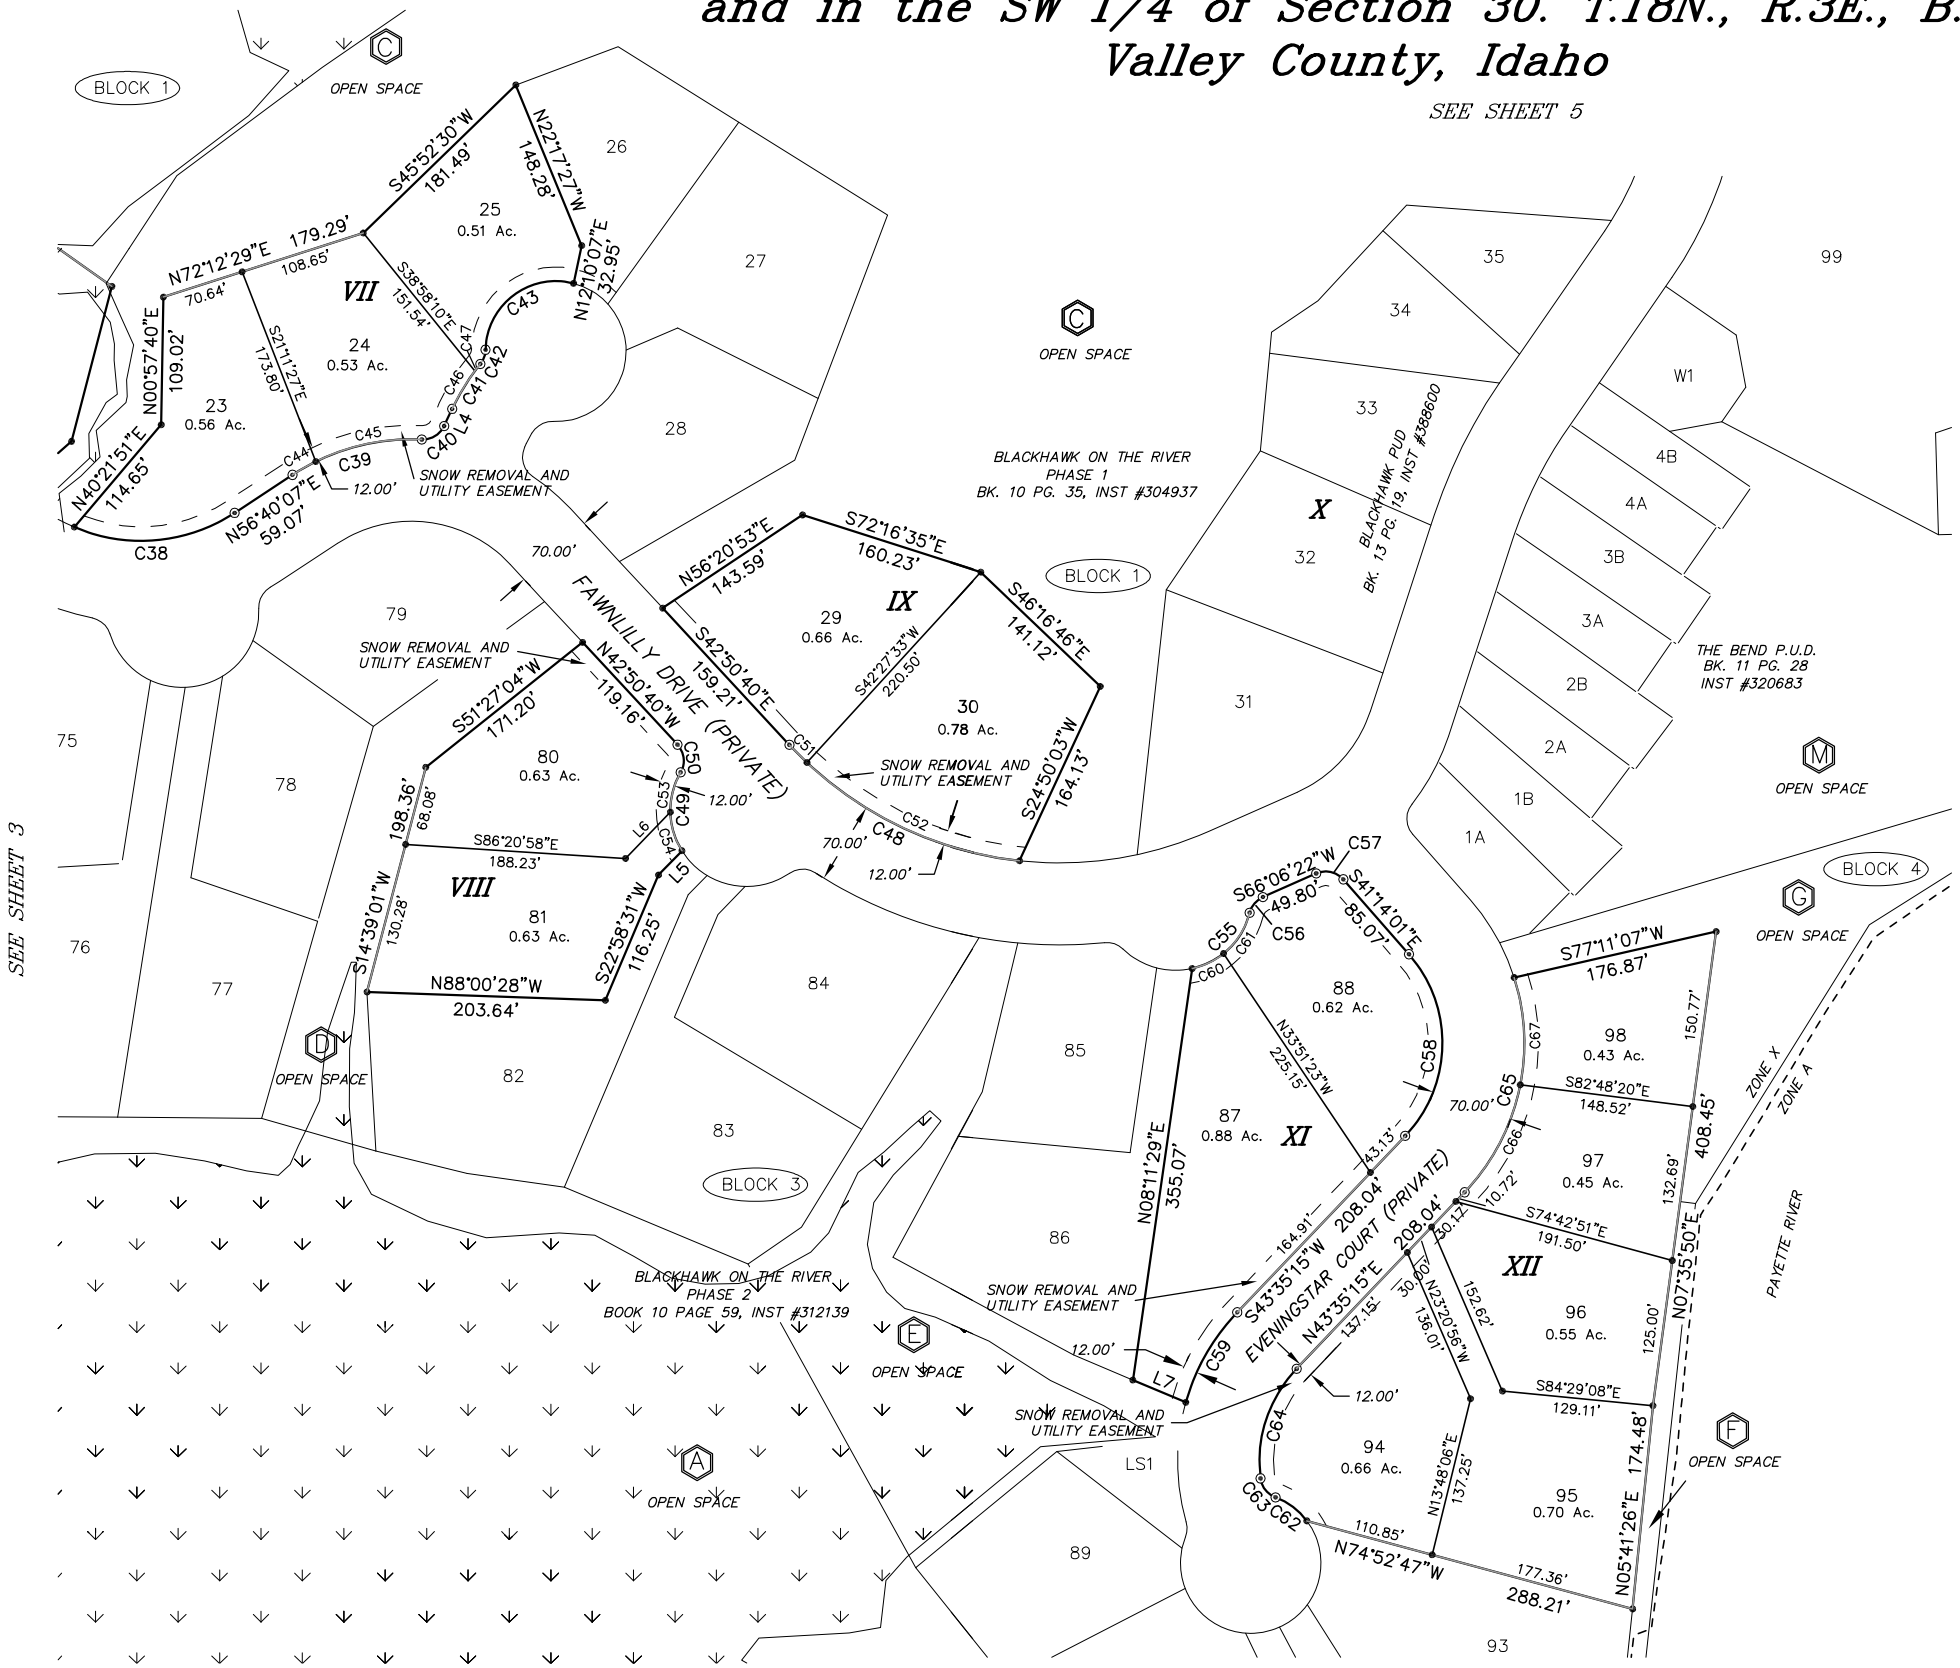 and in the SW 1/4 of Section 30. T.18N., R.3E., B.
Valley County, Idaho
SEE SHEET 5
BLOCK 1
C
OPEN SPACE
S45°52'30"W
181.49'
N22°17'27"W
148.28'
26
25
0.51 Ac.
N12°10'07"E
32.95'
27
N72°12'29"E
179.29'
70.64'
108.65'
VII
S38°58'10"E
151.54'
C43
C47
C42
C41
C46
24
0.53 Ac.
S21°11'27"E
173.80'
N00°57'40"E
109.02'
23
0.56 Ac.
N40°21'51"E
114.65'
C38
N56°40'07"E
59.07'
C44
C45
C39
C40
L4
12.00'
SNOW REMOVAL AND
UTILITY EASEMENT
28
35
99
34
C
OPEN SPACE
33
W1
BLACKHAWK PUD
BK. 13 PG. 19, INST #388600
BLACKHAWK ON THE RIVER
PHASE 1
BK. 10 PG. 35, INST #304937
X
32
4B
4A
3B
3A
2B
2A
1B
1A
THE BEND P.U.D.
BK. 11 PG. 28
INST #320683
M
OPEN SPACE
70.00'
FAWNLILLY DRIVE (PRIVATE)
N56°20'53"E
143.59'
S72°16'35"E
160.23'
BLOCK 1
IX
29
0.66 Ac.
S42°50'40"E
159.21'
S42°27'33"W
220.50'
S46°16'46"E
141.12'
30
0.78 Ac.
31
C51
SNOW REMOVAL AND
UTILITY EASEMENT
S24°50'03"W
164.13'
C52
C48
70.00'
12.00'
79
SNOW REMOVAL AND
UTILITY EASEMENT
N42°50'40"W
119.16'
S51°27'04"W
171.20'
80
0.63 Ac.
C50
C53
C49
12.00'
C54
L6
L5
75
78
198.36'
68.08'
S86°20'58"E
188.23'
VIII
S14°39'01"W
130.28'
81
0.63 Ac.
S22°58'31"W
116.25'
N88°00'28"W
203.64'
SEE SHEET 3
76
77
D
OPEN SPACE
82
83
84
85
86
BLOCK 3
S66°06'22"W
49.80'
C57
S41°14'01"E
85.07'
C55
C56
C60
C61
88
0.62 Ac.
N33°51'23"W
225.15'
C58
70.00'
87
0.88 Ac.
XI
N08°11'29"E
355.07'
43.13'
164.91'
S43°35'15"W 208.04'
EVENINGSTAR COURT (PRIVATE)
SNOW REMOVAL AND
UTILITY EASEMENT
12.00'
L7
C59
SNOW REMOVAL AND
UTILITY EASEMENT
BLOCK 4
G
OPEN SPACE
S77°11'07"W
176.87'
150.77'
98
0.43 Ac.
C67
C65
S82°48'20"E
148.52'
408.45'
ZONE X
ZONE A
C66
97
0.45 Ac.
132.69'
10.72'
S74°42'51"E
191.50'
N07°35'50"E
PAYETTE RIVER
N43°35'15"E 208.04'
30.17'
30.00'
137.15'
XII
152.62'
N23°20'56"W
136.01'
96
0.55 Ac.
125.00'
S84°29'08"E
129.11'
12.00'
C64
94
0.66 Ac.
N13°48'06"E
137.25'
95
0.70 Ac.
174.48'
N05°41'26"E
F
OPEN SPACE
C63
C62
110.85'
N74°52'47"W
177.36'
288.21'
93
BLACKHAWK ON THE RIVER
PHASE 2
BOOK 10 PAGE 59, INST #312139
E
OPEN SPACE
A
OPEN SPACE
LS1
89